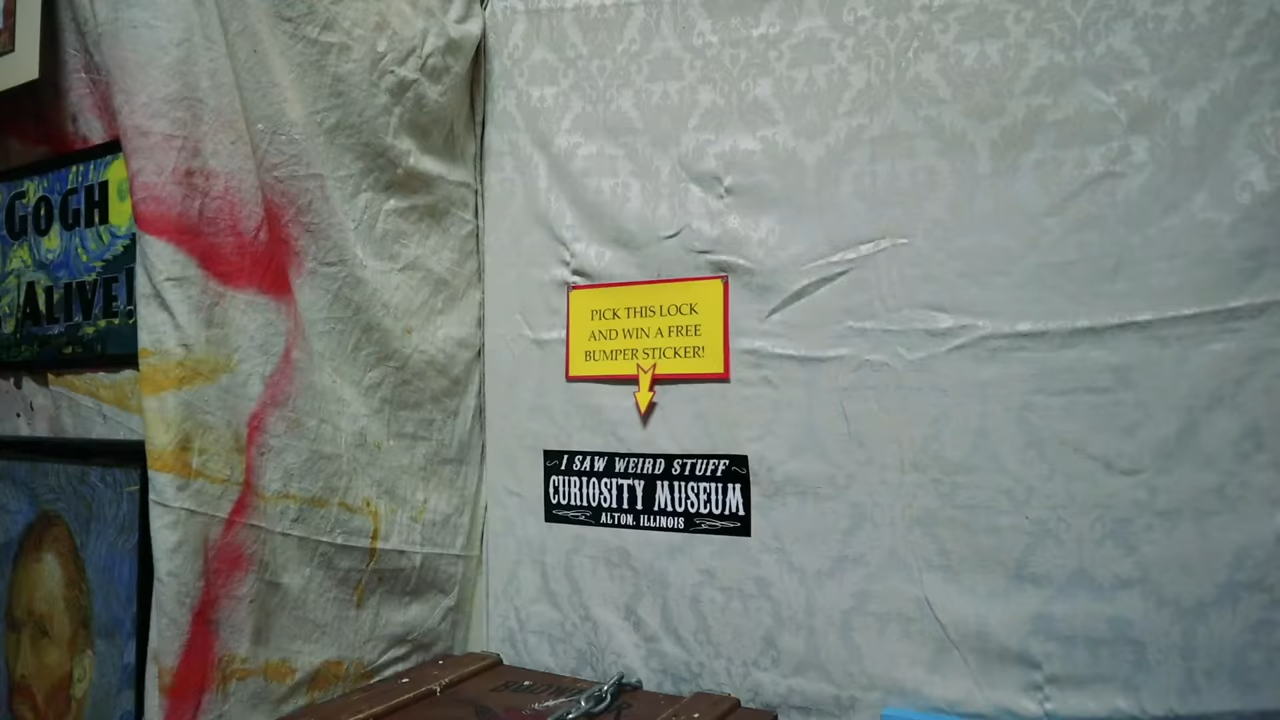 GOGH
ALIVE!
PICK THIS LOCK
AND WIN A FREE
BUMPER STICKER!
I SAW WEIRD STUFF
CURIOSITY MUSEUM
ALTON, ILLINOIS